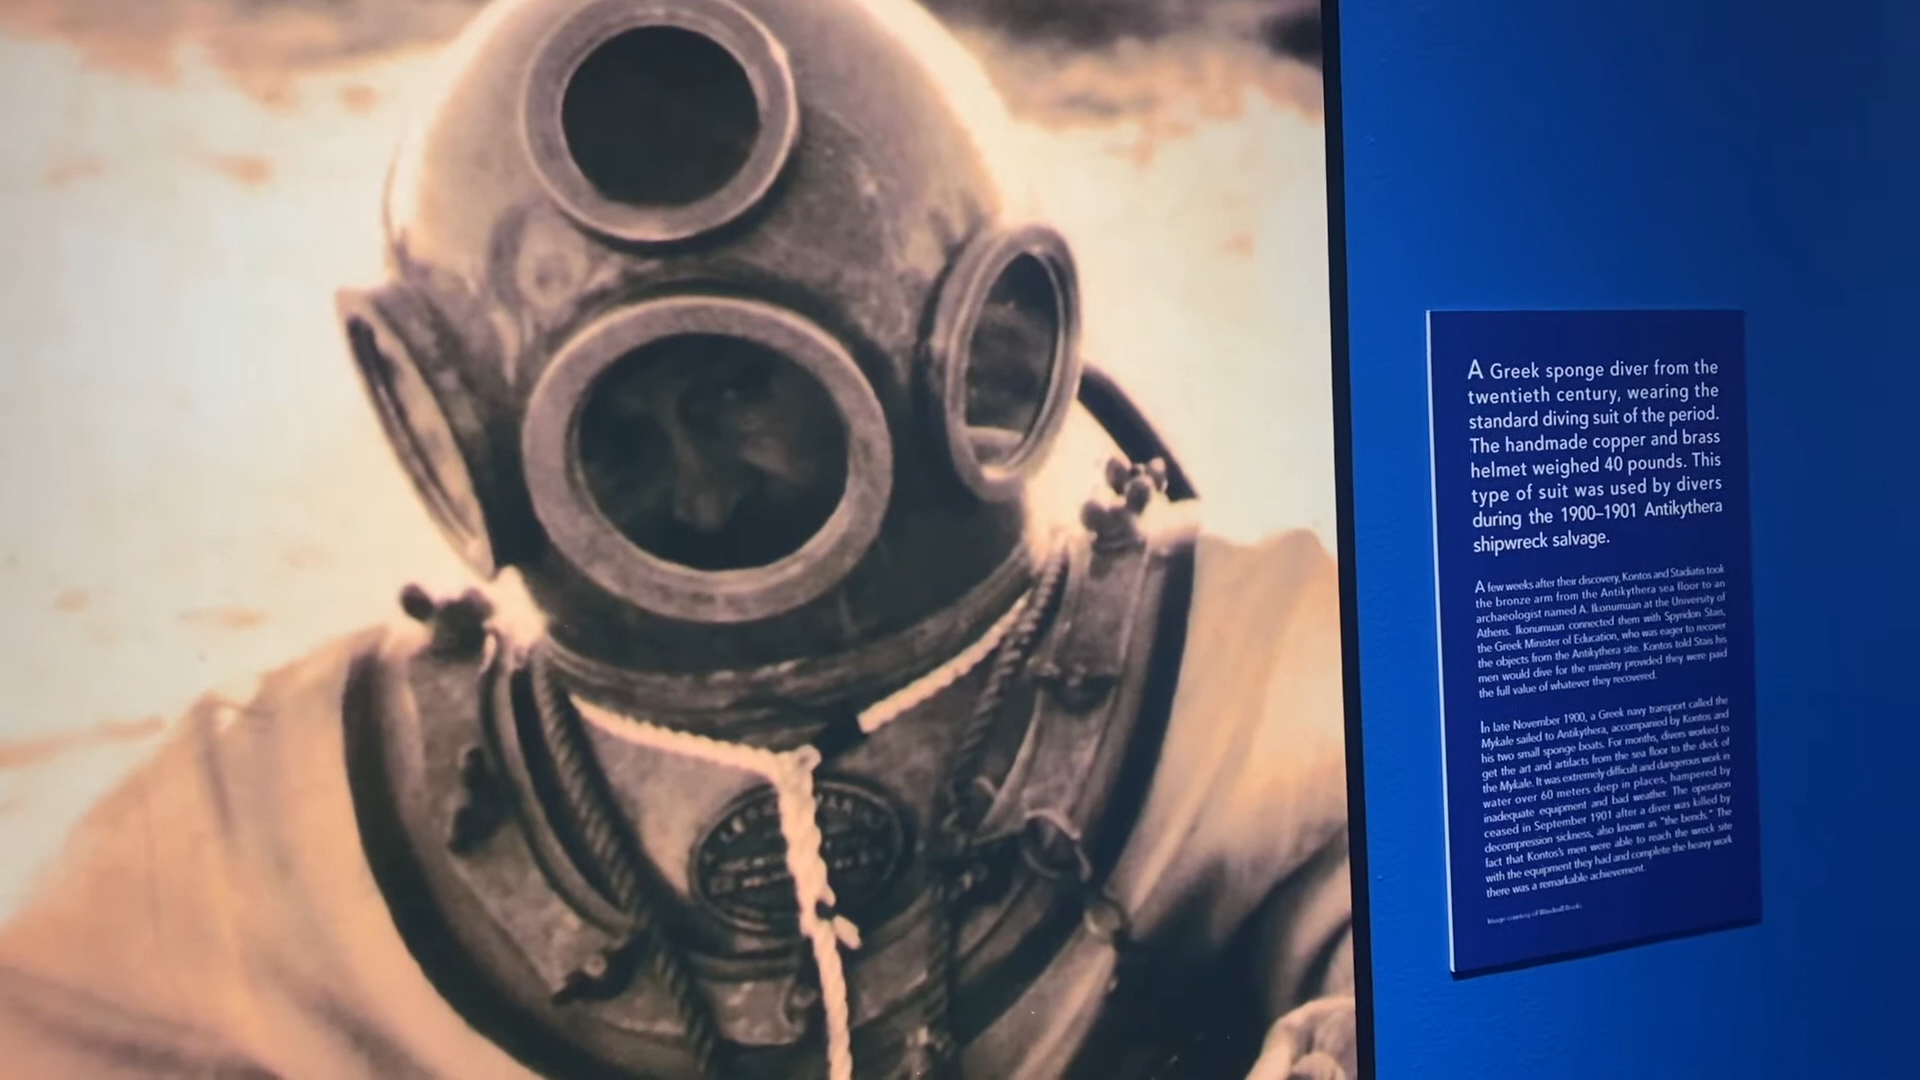 A Greek sponge diver from the
twentieth century, wearing the
standard diving suit of the period.
The handmade copper and brass
helmet weighed 40 pounds. This
type of suit was used by divers
during the 1900–1901 Antikythera
shipwreck salvage.
A few weeks after their discovery, Kontos and Stadiatis took
the bronze arm from the Antikythera sea floor to an
archaeologist named A. Ikonumuan at the University of
Athens. Ikonumuan connected them with Spyridon Stais,
the Greek Minister of Education, who was eager to recover
the objects from the Antikythera site. Kontos told Stais his
men would dive for the ministry provided they were paid
the full value of whatever they recovered.
In late November 1900, a Greek navy transport called the
Mykale sailed to Antikythera, accompanied by Kontos and
his two small sponge boats. For months, divers worked to
get the art and artifacts from the sea floor to the deck of
the Mykale. It was extremely difficult and dangerous work in
water over 60 meters deep in places, hampered by
inadequate equipment and bad weather. The operation
ceased in September 1901 after a diver was killed by
decompression sickness, also known as "the bends." The
fact that Kontos's men were able to reach the wreck site
with the equipment they had and complete the heavy work
there was a remarkable achievement.
Image courtesy of